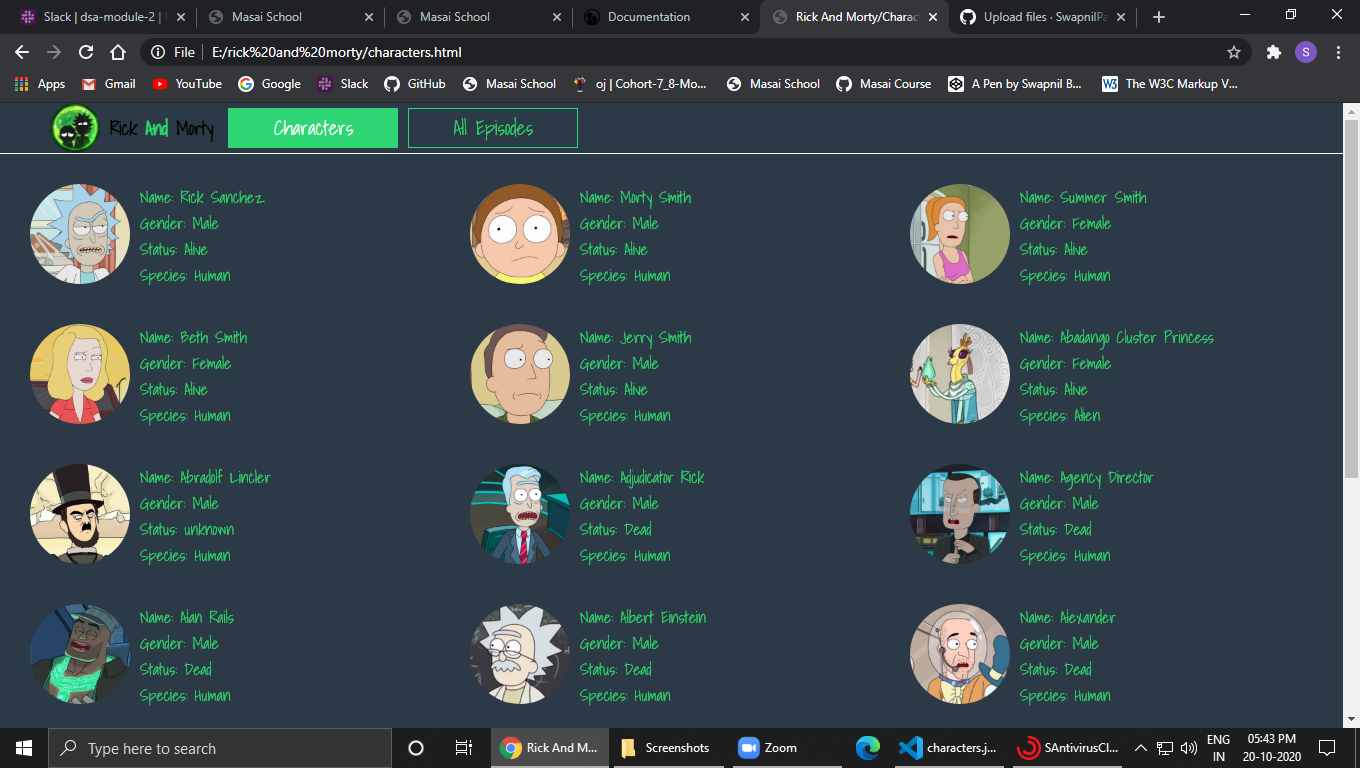 Slack | dsa-module-2 |
Masai School
Masai School
Documentation
Rick And Morty/Charac
Upload files · SwapnilPa
File
E:/rick%20and%20morty/characters.html
S
Apps
Gmail
YouTube
Google
Slack
GitHub
Masai School
oj | Cohort-7_8-Mo...
Masai School
Masai Course
A Pen by Swapnil B...
The W3C Markup V...
Rick And Morty
Characters
All Episodes
Name: Rick Sanchez
Gender: Male
Status: Alive
Species: Human
Name: Morty Smith
Gender: Male
Status: Alive
Species: Human
Name: Summer Smith
Gender: Female
Status: Alive
Species: Human
Name: Beth Smith
Gender: Female
Status: Alive
Species: Human
Name: Jerry Smith
Gender: Male
Status: Alive
Species: Human
Name: Abadango Cluster Princess
Gender: Female
Status: Alive
Species: Alien
Name: Abradolf Lincler
Gender: Male
Status: unknown
Species: Human
Name: Adjudicator Rick
Gender: Male
Status: Dead
Species: Human
Name: Agency Director
Gender: Male
Status: Dead
Species: Human
Name: Alan Rails
Gender: Male
Status: Dead
Species: Human
Name: Albert Einstein
Gender: Male
Status: Dead
Species: Human
Name: Alexander
Gender: Male
Status: Dead
Species: Human
Type here to search
Rick And M...
Screenshots
Zoom
characters.j...
SAntivirusCl...
ENG
IN
05:43 PM
20-10-2020